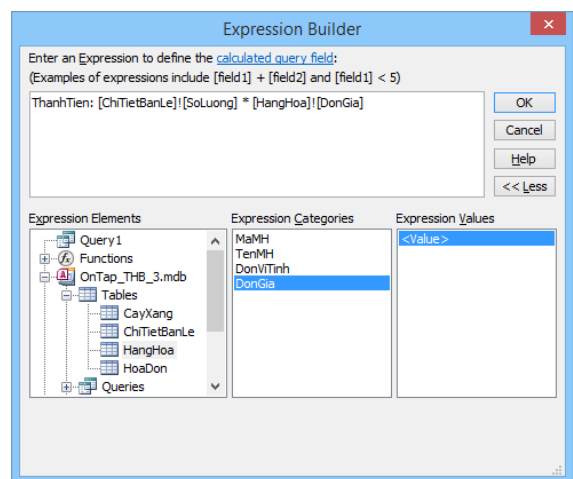 Expression Builder
Enter an Expression to define the calculated query field:
(Examples of expressions include [field1] + [field2] and [field1] < 5)
ThanhTien: [ChiTietBanLe]![SoLuong] * [HangHoa]![DonGia]
OK
Cancel
Help
<< Less
Expression Elements
Query1
Functions
OnTap_THB_3.mdb
Tables
CayXang
ChiTietBanLe
HangHoa
HoaDon
Queries
Expression Categories
MaMH
TenMH
DonViTinh
DonGia
Expression Values
<Value>